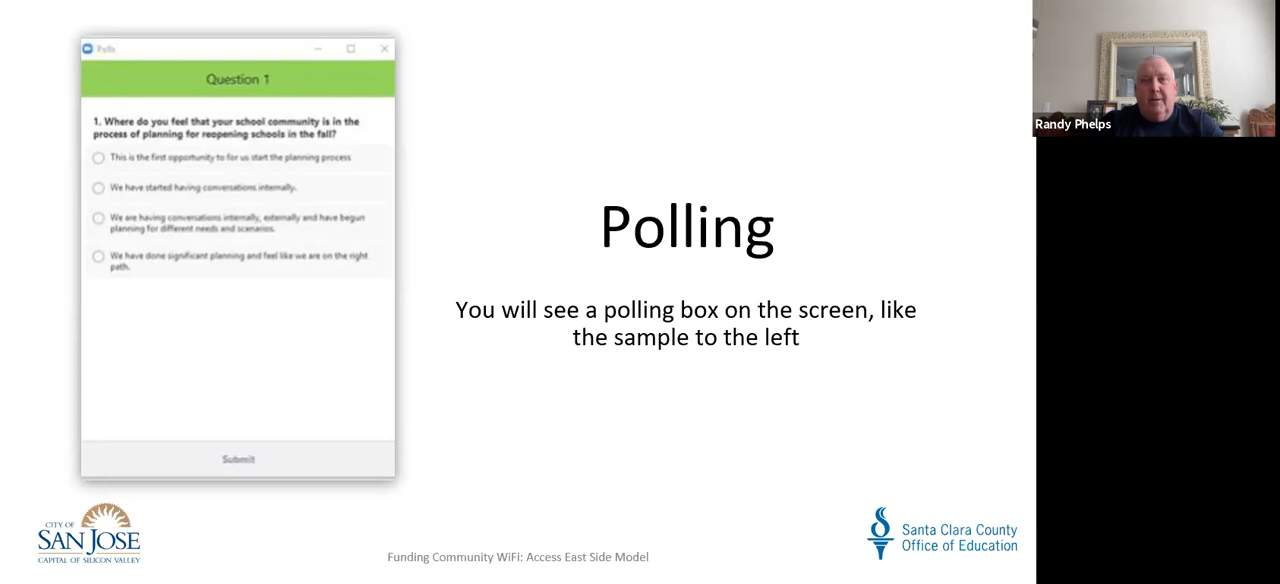 Polls
Question 1
1. Where do you feel that your school community is in the
process of planning for reopening schools in the fall?
This is the first opportunity to for us start the planning process
We have started having conversations internally.
We are having conversations internally, externally and have begun
planning for different needs and scenarios.
We have done significant planning and feel like we are on the right
path.
Submit
Polling
You will see a polling box on the screen, like
the sample to the left
Randy Phelps
CITY OF
SAN JOSE
CAPITAL OF SILICON VALLEY
Funding Community WiFi: Access East Side Model
Santa Clara County
Office of Education